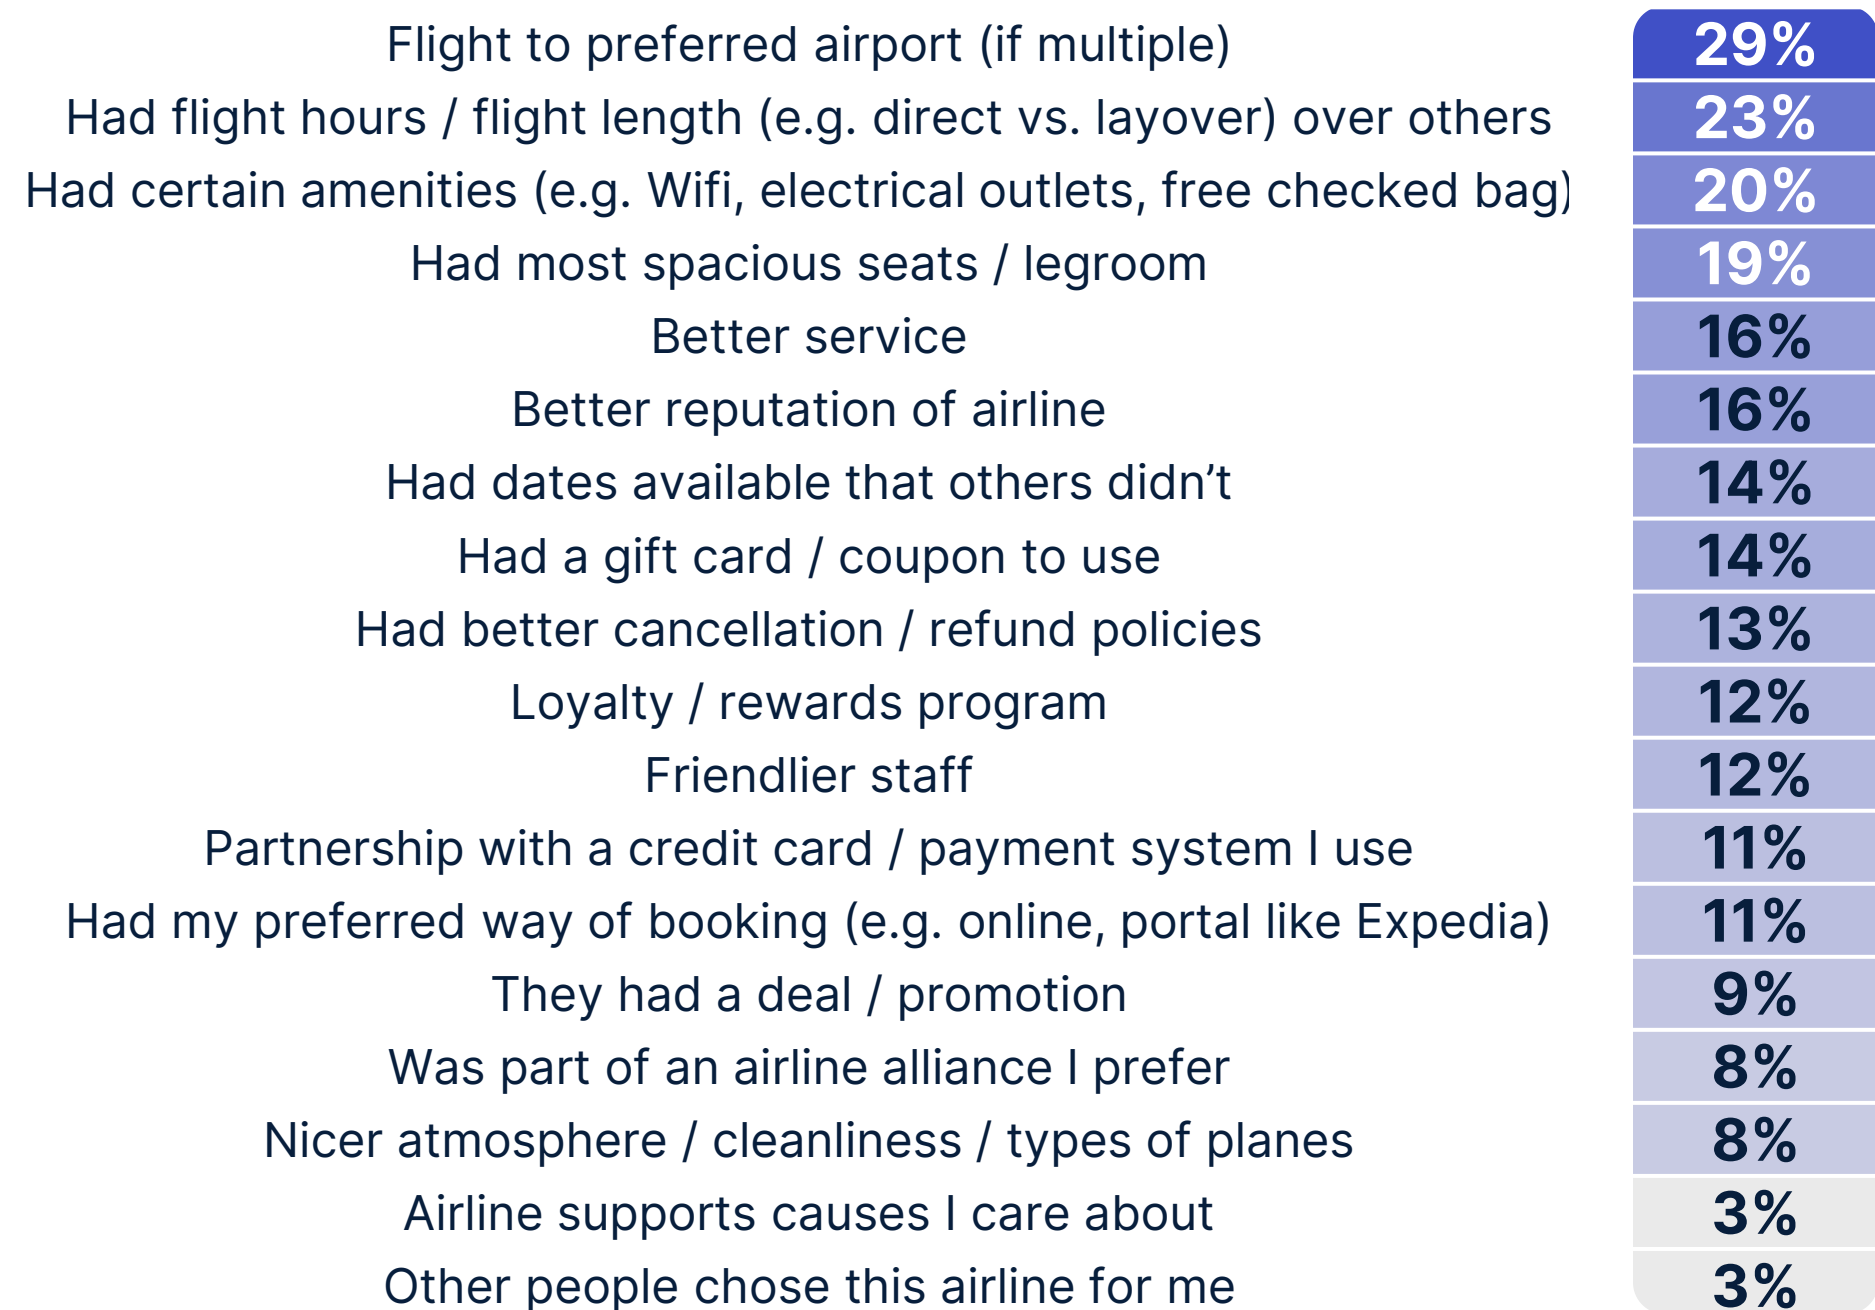 Flight to preferred airport (if multiple) 29%
Had flight hours / flight length (e.g. direct vs. layover) over others 23%
Had certain amenities (e.g. Wifi, electrical outlets, free checked bag) 20%
Had most spacious seats / legroom 19%
Better service 16%
Better reputation of airline 16%
Had dates available that others didn’t 14%
Had a gift card / coupon to use 14%
Had better cancellation / refund policies 13%
Loyalty / rewards program 12%
Friendlier staff 12%
Partnership with a credit card / payment system I use 11%
Had my preferred way of booking (e.g. online, portal like Expedia) 11%
They had a deal / promotion 9%
Was part of an airline alliance I prefer 8%
Nicer atmosphere / cleanliness / types of planes 8%
Airline supports causes I care about 3%
Other people chose this airline for me 3%